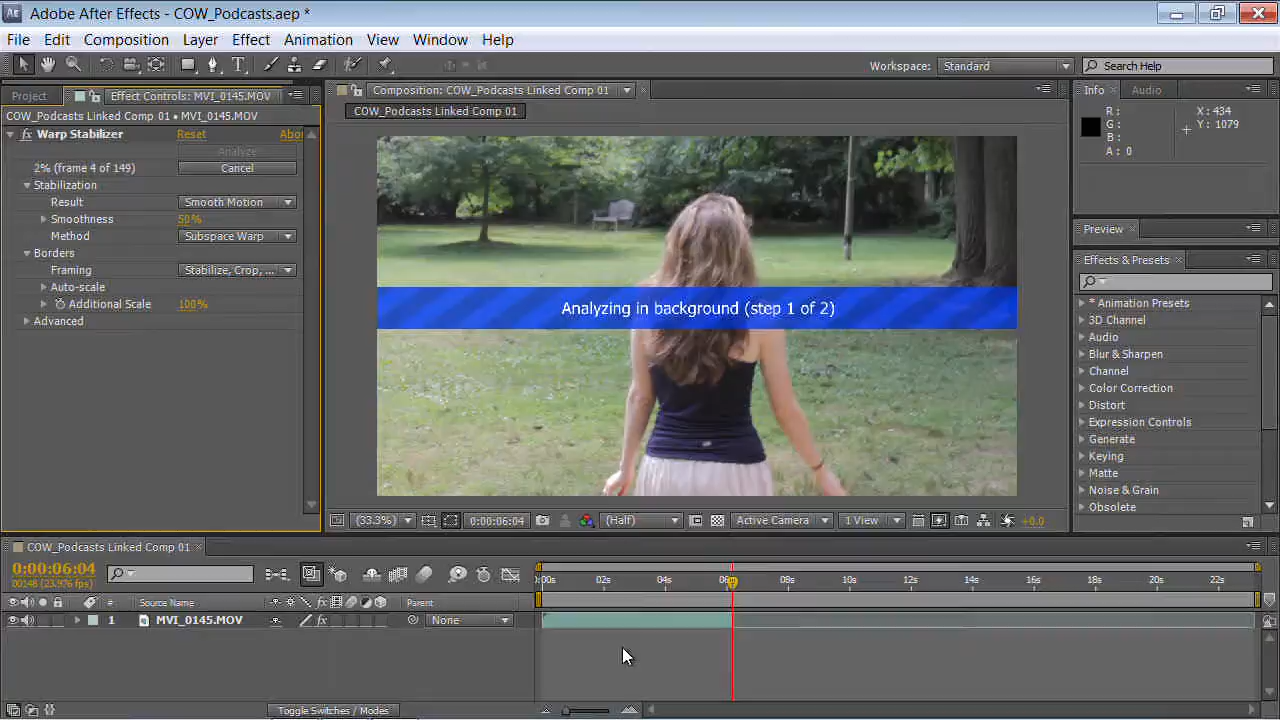 Ae Adobe After Effects - COW_Podcasts.aep *
File Edit Composition Layer Effect Animation View Window Help
T Workspace: Standard Search Help
Project Effect Controls: MVI_0145.MOV
COW_Podcasts Linked Comp 01 • MVI_0145.MOV
fx Warp Stabilizer Reset Abo
Analyze
2% (frame 4 of 149) Cancel
Stabilization
Result Smooth Motion
Smoothness 50%
Method Subspace Warp
Borders
Framing Stabilize, Crop, ...
Auto-scale
Additional Scale 100%
Advanced
Composition: COW_Podcasts Linked Comp 01
COW_Podcasts Linked Comp 01
Analyzing in background (step 1 of 2)
(33.3%) 0:00:06:04 (Half) Active Camera 1 View +0.0
Info Audio
R: X: 434
G: Y: 1079
B:
A: 0
Preview
Effects & Presets
* Animation Presets
3D Channel
Audio
Blur & Sharpen
Channel
Color Correction
Distort
Expression Controls
Generate
Keying
Matte
Noise & Grain
Obsolete
COW_Podcasts Linked Comp 01
0:00:06:04
00148 (23.976 fps)
0:00s 02s 04s 06s 08s 10s 12s 14s 16s 18s 20s 22s
# Source Name fx Parent
1 MVI_0145.MOV fx None
Toggle Switches / Modes